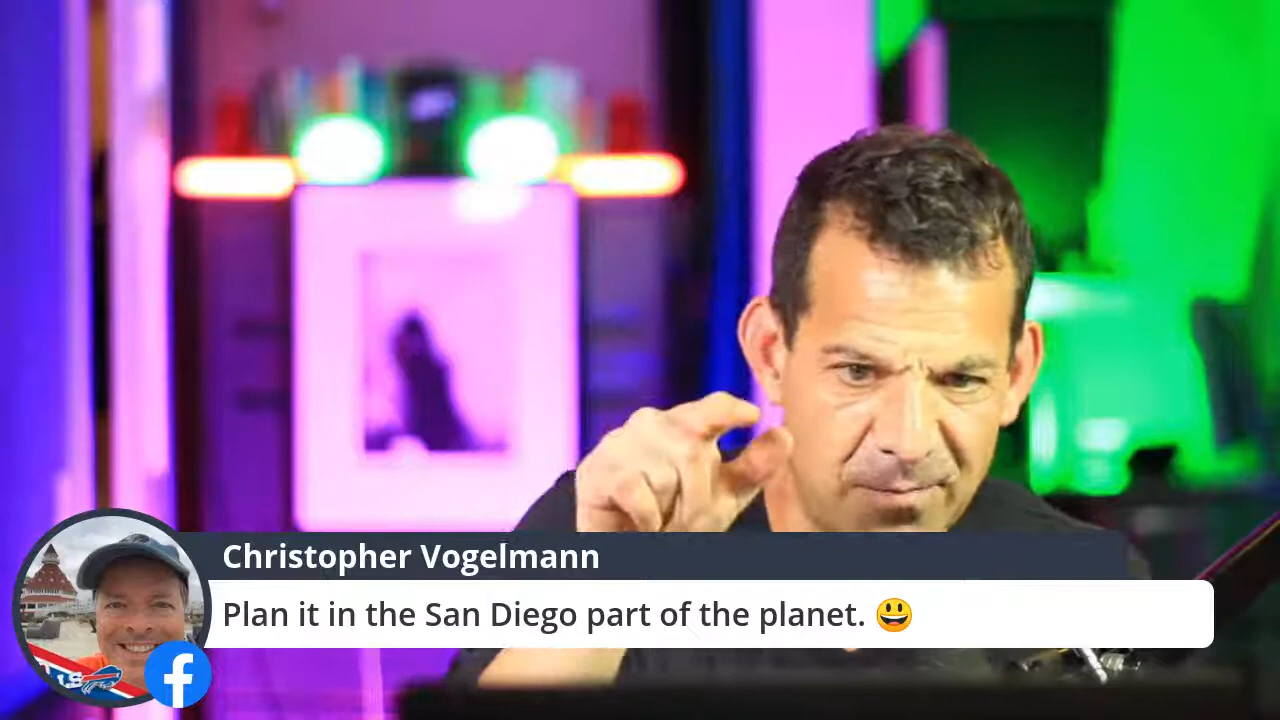 Christopher Vogelmann
Plan it in the San Diego part of the planet. 😃